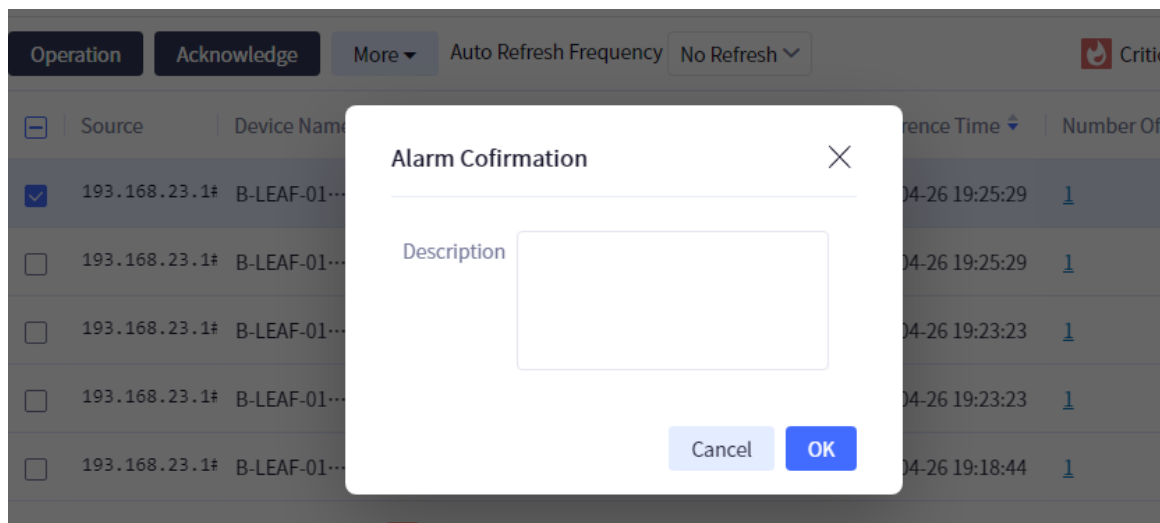 Operation Acknowledge More Auto Refresh Frequency No Refresh
Source Device Name Time Number Of
Alarm Cofirmation
193.168.23.1 B-LEAF-01··· 04-26 19:25:29 1
Description
193.168.23.1 B-LEAF-01··· 04-26 19:25:29 1
193.168.23.1 B-LEAF-01··· 04-26 19:23:23 1
193.168.23.1 B-LEAF-01··· 04-26 19:23:23 1
Cancel OK
193.168.23.1 B-LEAF-01··· 04-26 19:18:44 1